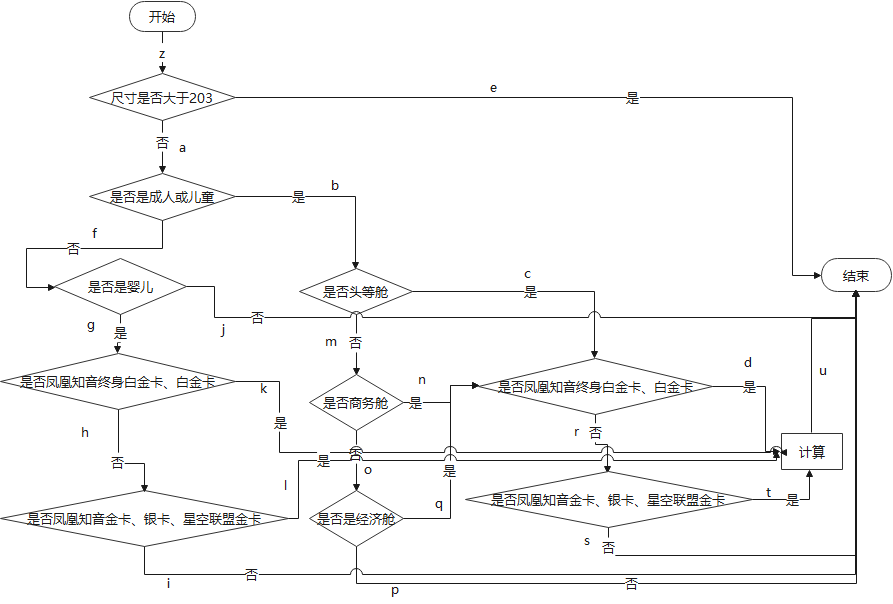 开始
z
尺寸是否大于203
e
是
否
a
是否是成人或儿童
是
b
f
否
是否是婴儿
是否头等舱
c
是
结束
g
是
j
否
m
否
是否凤凰知音终身白金卡、白金卡
k
是
是否商务舱
n
是
是否凤凰知音终身白金卡、白金卡
d
是
u
h
否
l
是
否
o
是
r
否
计算
是否凤凰知音金卡、银卡、星空联盟金卡
是否是经济舱
q
是否凤凰知音金卡、银卡、星空联盟金卡
t
是
s
否
i
否
p
否